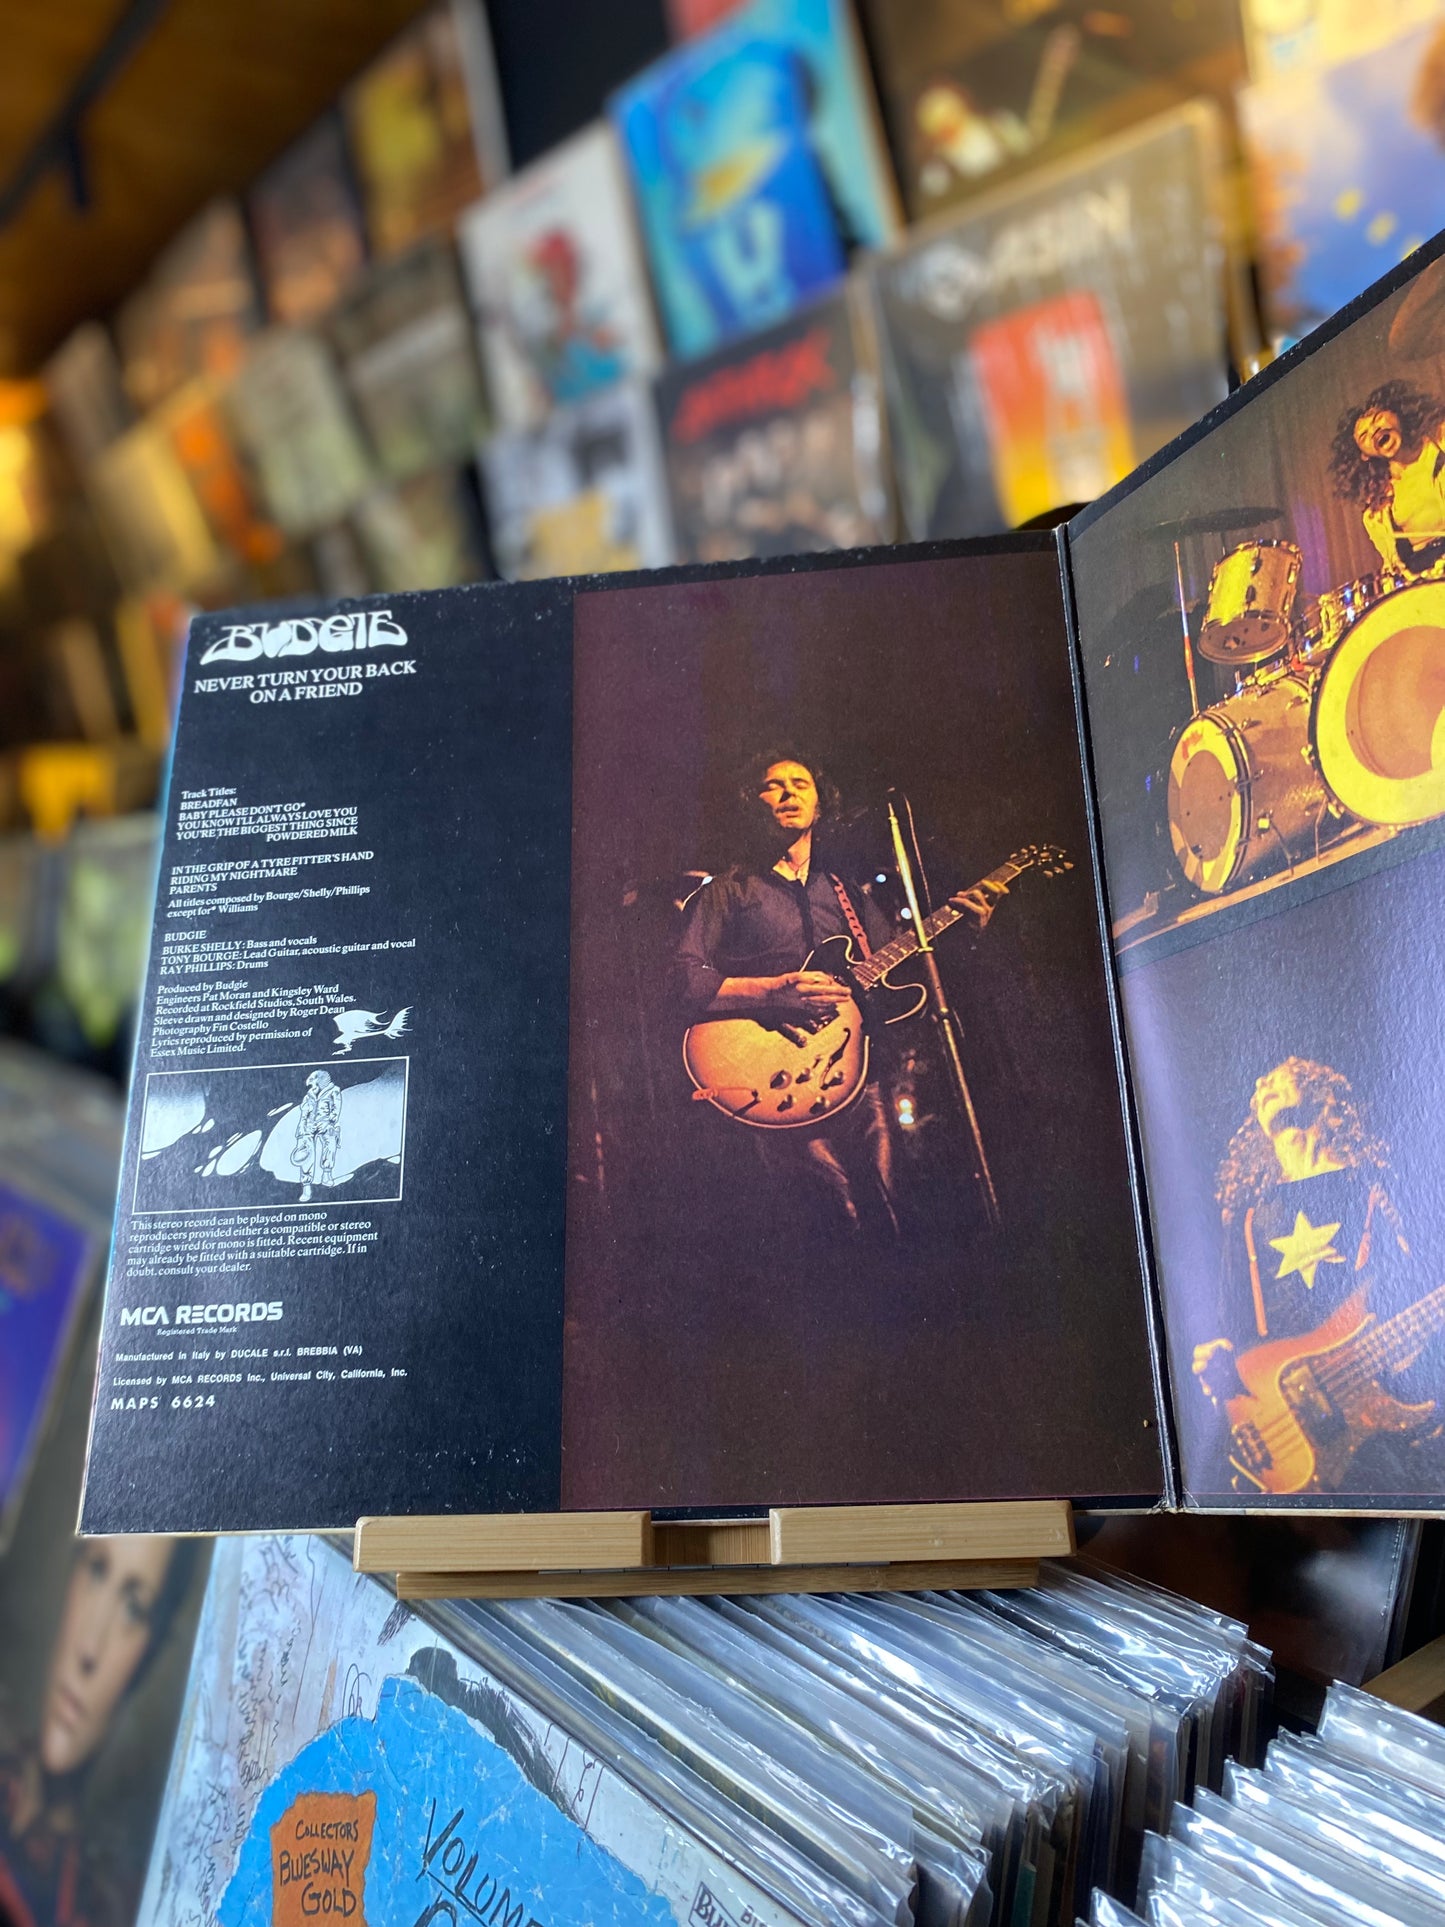 BUDGIE
NEVER TURN YOUR BACK
ON A FRIEND
Track Titles:
BREADFAN
BABY PLEASE DON'T GO*
YOU KNOW I'LL ALWAYS LOVE YOU
YOU'RE THE BIGGEST THING SINCE
POWDERED MILK
IN THE GRIP OF A TYRE FITTER'S HAND
RIDING MY NIGHTMARE
PARENTS
All titles composed by Bourge/Shelly/Phillips
except for* Williams
BUDGIE
BURKE SHELLY: Bass and vocals
TONY BOURGE: Lead Guitar, acoustic guitar and vocal
RAY PHILLIPS: Drums
Produced by Budgie
Engineers Pat Moran and Kingsley Ward
Recorded at Rockfield Studios, South Wales.
Sleeve drawn and designed by Roger Dean
Photography Fin Costello
Lyrics reproduced by permission of
Essex Music Limited.
This stereo record can be played on mono
reproducers provided either a compatible or stereo
cartridge wired for mono is fitted. Recent equipment
may already be fitted with a suitable cartridge. If in
doubt, consult your dealer.
MCA RECORDS
Registered Trade Mark
Manufactured in Italy by DUCALE s.r.l. BREBBIA (VA)
Licensed by MCA RECORDS Inc., Universal City, California, Inc.
MAPS 6624
COLLECTORS
BLUESWAY
GOLD